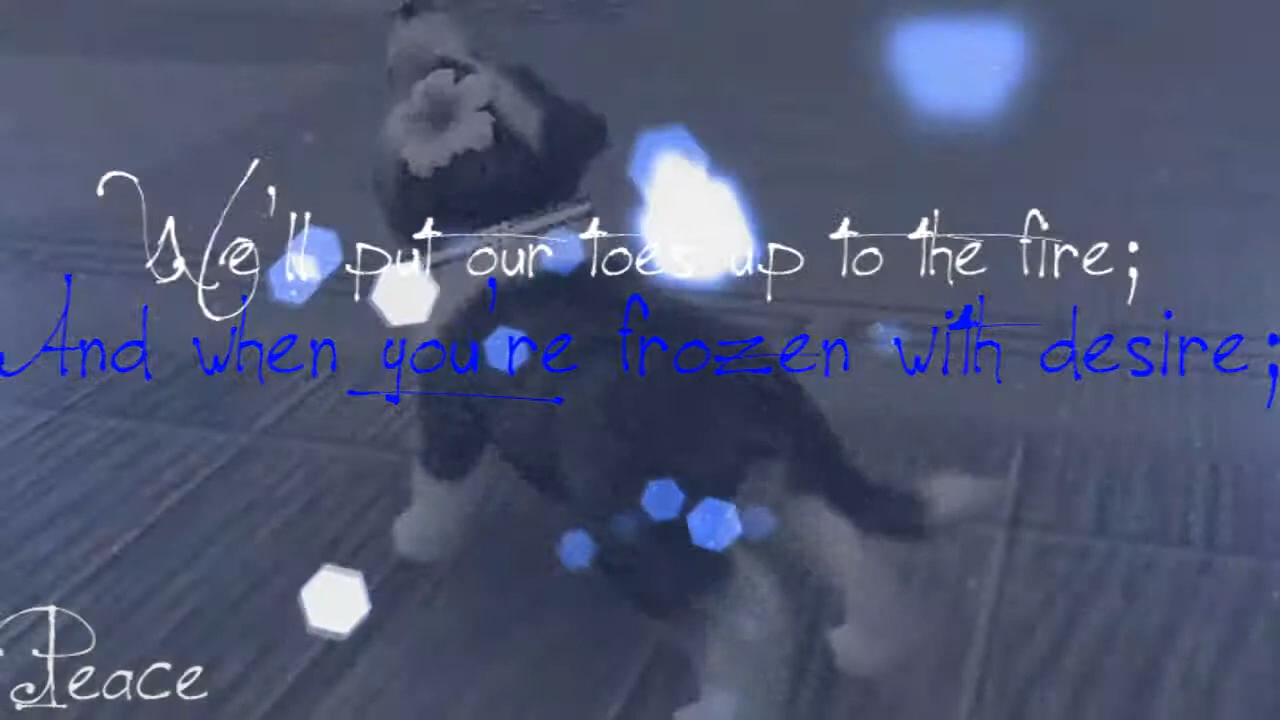 We'll put our toes up to the fire;
And when you're frozen with desire;
Peace